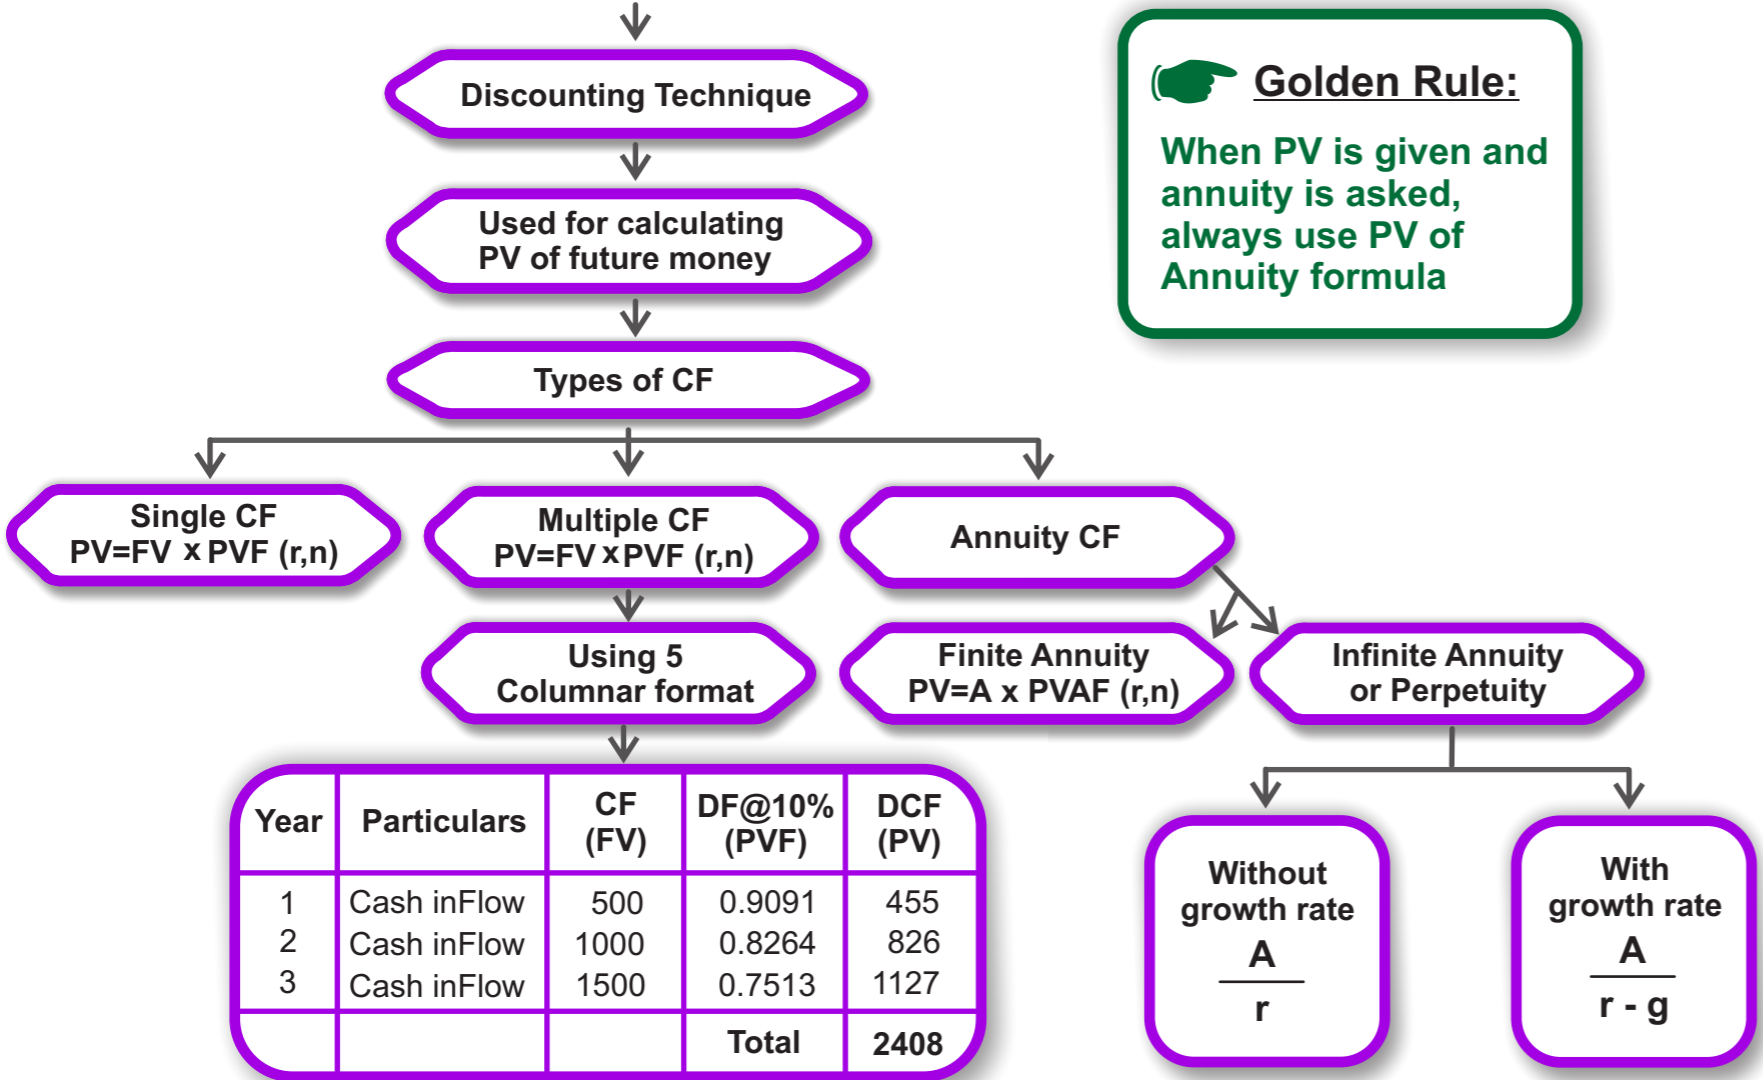 Discounting Technique
Golden Rule:
When PV is given and
annuity is asked,
always use PV of
Annuity formula
Used for calculating
PV of future money
Types of CF
Single CF
PV=FV x PVF (r,n)
Multiple CF
PV=FV x PVF (r,n)
Annuity CF
Using 5
Columnar format
Finite Annuity
PV=A x PVAF (r,n)
Infinite Annuity
or Perpetuity
Year Particulars CF (FV) DF@10% (PVF) DCF (PV)
1 Cash inFlow 500 0.9091 455
2 Cash inFlow 1000 0.8264 826
3 Cash inFlow 1500 0.7513 1127
Total 2408
Without
growth rate
A
r
With
growth rate
A
r - g